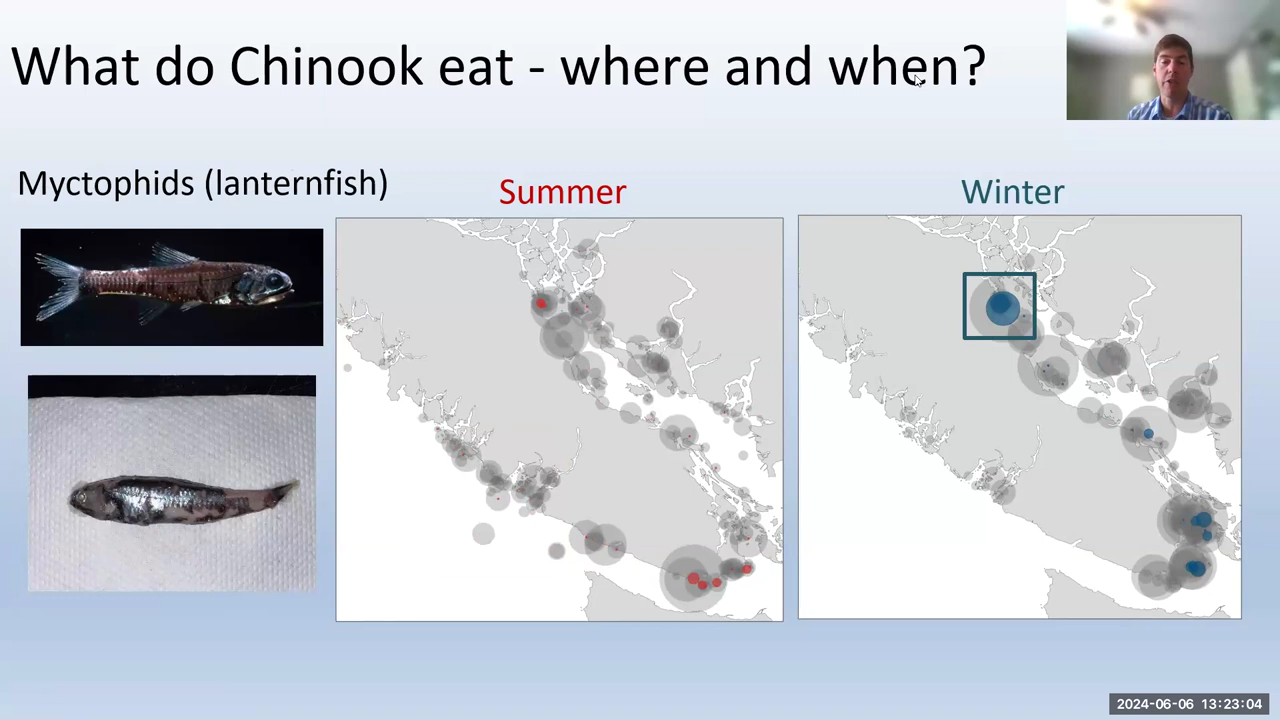 What do Chinook eat - where and when?
Myctophids (lanternfish)
Summer
Winter
2024-06-06 13:23:04